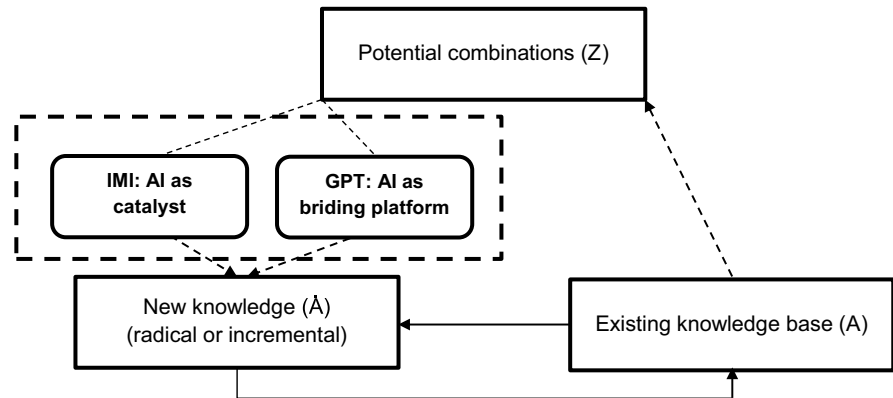 Potential combinations (Z)
IMI: AI as
catalyst
GPT: AI as
briding platform
New knowledge (Ȧ)
(radical or incremental)
Existing knowledge base (A)